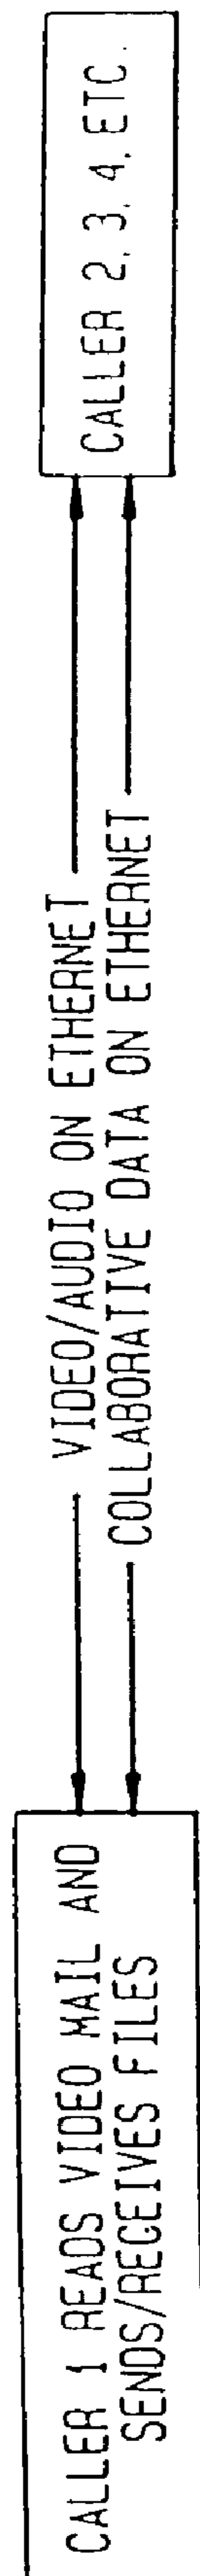 CALLER 1 READS VIDEO MAIL AND
SENDS/RECEIVES FILES
VIDEO/AUDIO ON ETHERNET
COLLABORATIVE DATA ON ETHERNET
CALLER 2, 3, 4, ETC.